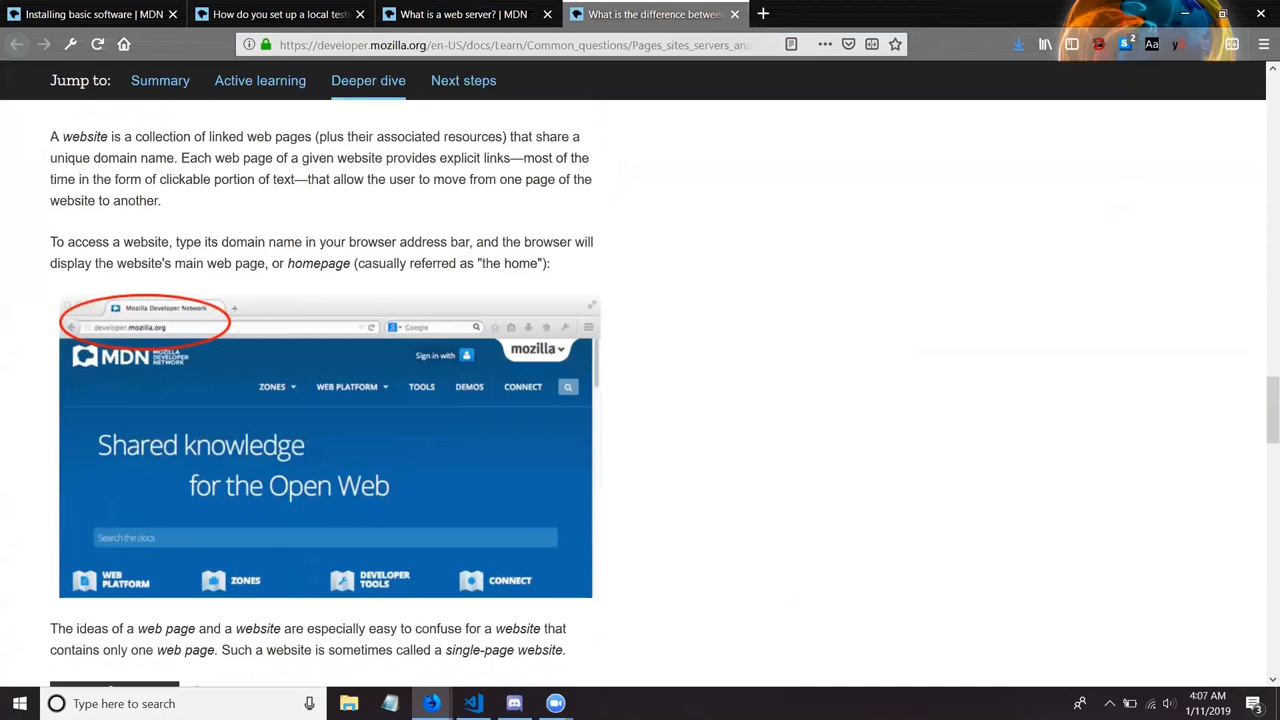 Installing basic software | MDN
How do you set up a local testi
What is a web server? | MDN
What is the difference betwee
https://developer.mozilla.org/en-US/docs/Learn/Common_questions/Pages_sites_servers_and
Jump to: Summary Active learning Deeper dive Next steps
A website is a collection of linked web pages (plus their associated resources) that share a
unique domain name. Each web page of a given website provides explicit links—most of the
time in the form of clickable portion of text—that allow the user to move from one page of the
website to another.
To access a website, type its domain name in your browser address bar, and the browser will
display the website's main web page, or homepage (casually referred as "the home"):
Mozilla Developer Network
developer.mozilla.org
Google
MDN MOZILLA
DEVELOPER
NETWORK
Sign in with
mozilla
ZONES WEB PLATFORM TOOLS DEMOS CONNECT
Shared knowledge
for the Open Web
Search the docs
WEB
PLATFORM
ZONES
DEVELOPER
TOOLS
CONNECT
The ideas of a web page and a website are especially easy to confuse for a website that
contains only one web page. Such a website is sometimes called a single-page website.
Type here to search
4:07 AM
1/11/2019
3
2
Aa